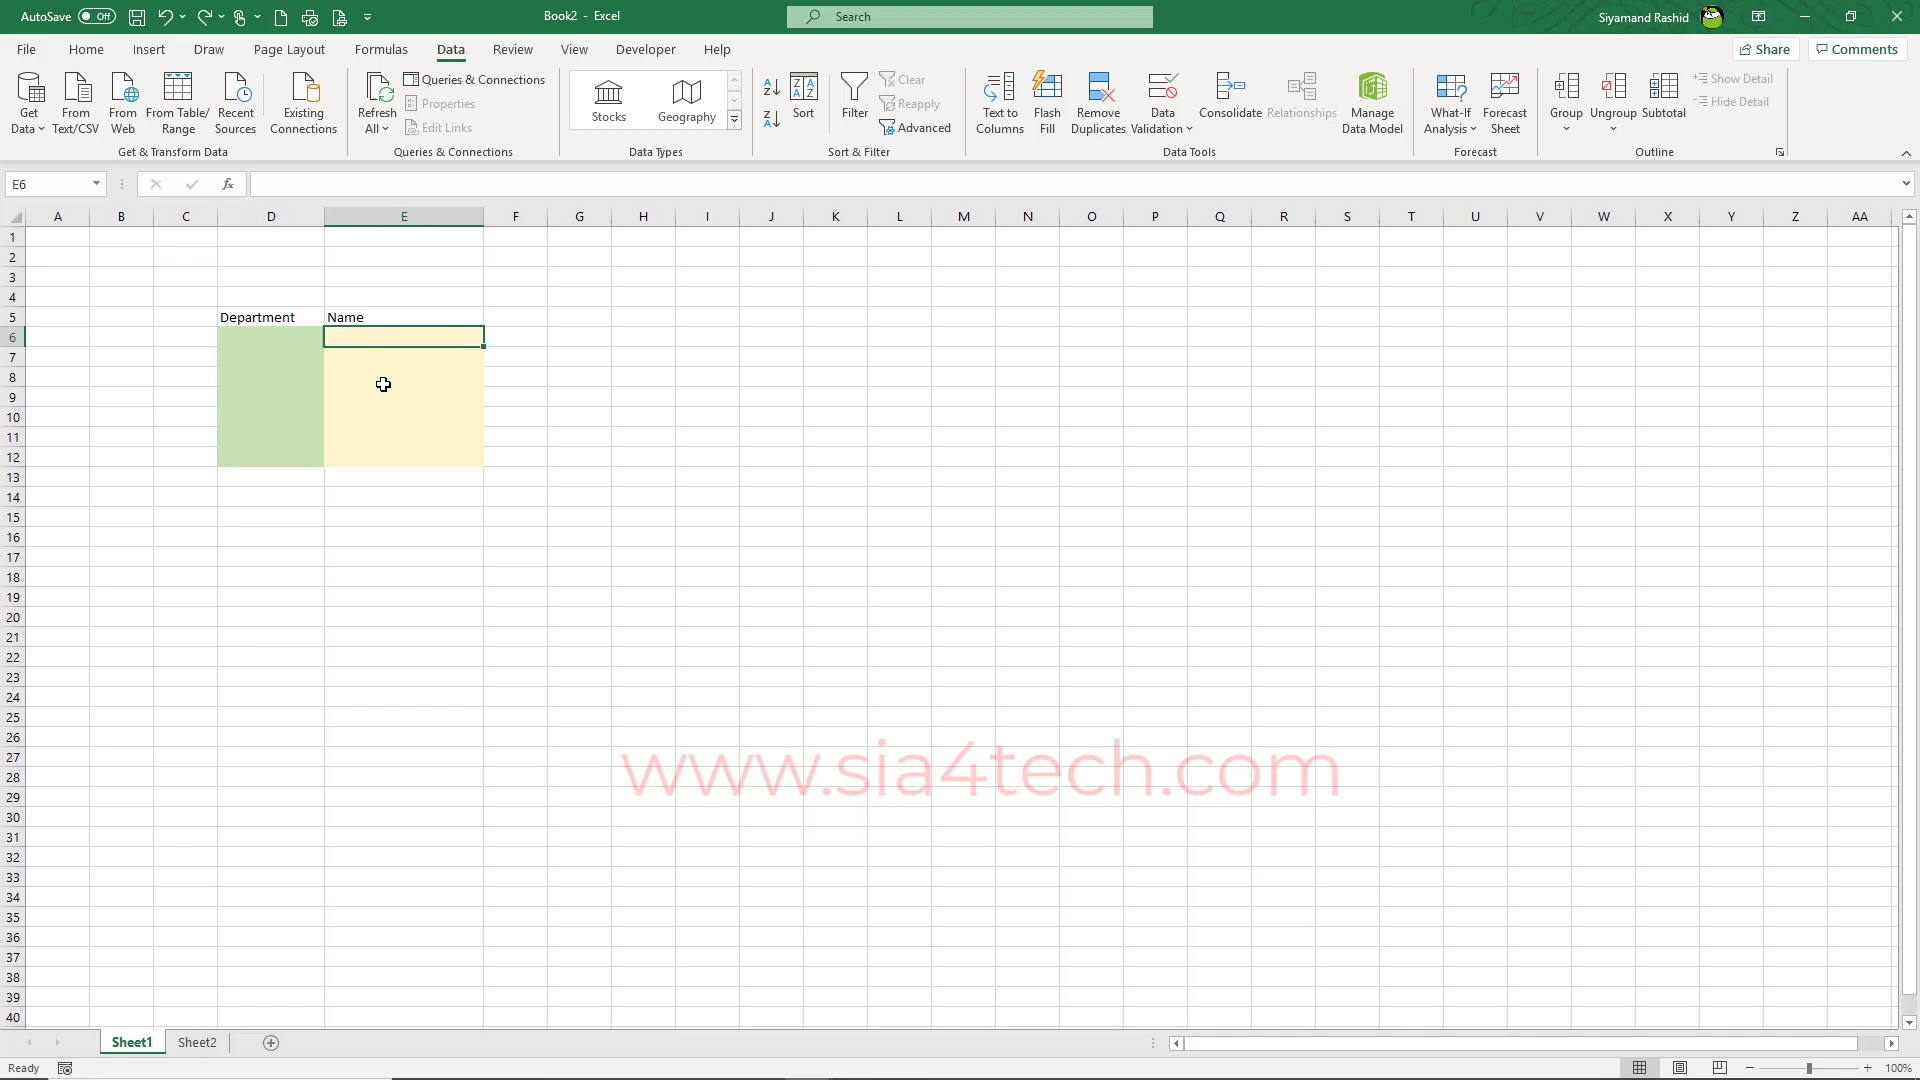 AutoSave Off Book2 - Excel Search Siyamand Rashid
File Home Insert Draw Page Layout Formulas Data Review View Developer Help Share Comments
Get Data From Text/CSV From Web From Table/ Range Recent Sources Existing Connections
Get & Transform Data
Refresh All Queries & Connections Properties Edit Links
Queries & Connections
Stocks Geography
Data Types
Sort Filter Clear Reapply Advanced
Sort & Filter
Text to Columns Flash Fill Remove Duplicates Data Validation Consolidate Relationships Manage Data Model
Data Tools
What-If Analysis Forecast Sheet
Forecast
Group Ungroup Subtotal Show Detail Hide Detail
Outline
E6 fx
A B C D E F G H I J K L M N O P Q R S T U V W X Y Z AA
1
2
3
4
5 Department Name
6
7
8
9
10
11
12
13
14
15
16
17
18
19
20
21
22
23
24
25
26
27
www.sia4tech.com
28
29
30
31
32
33
34
35
36
37
38
39
40
Sheet1 Sheet2
Ready 100%